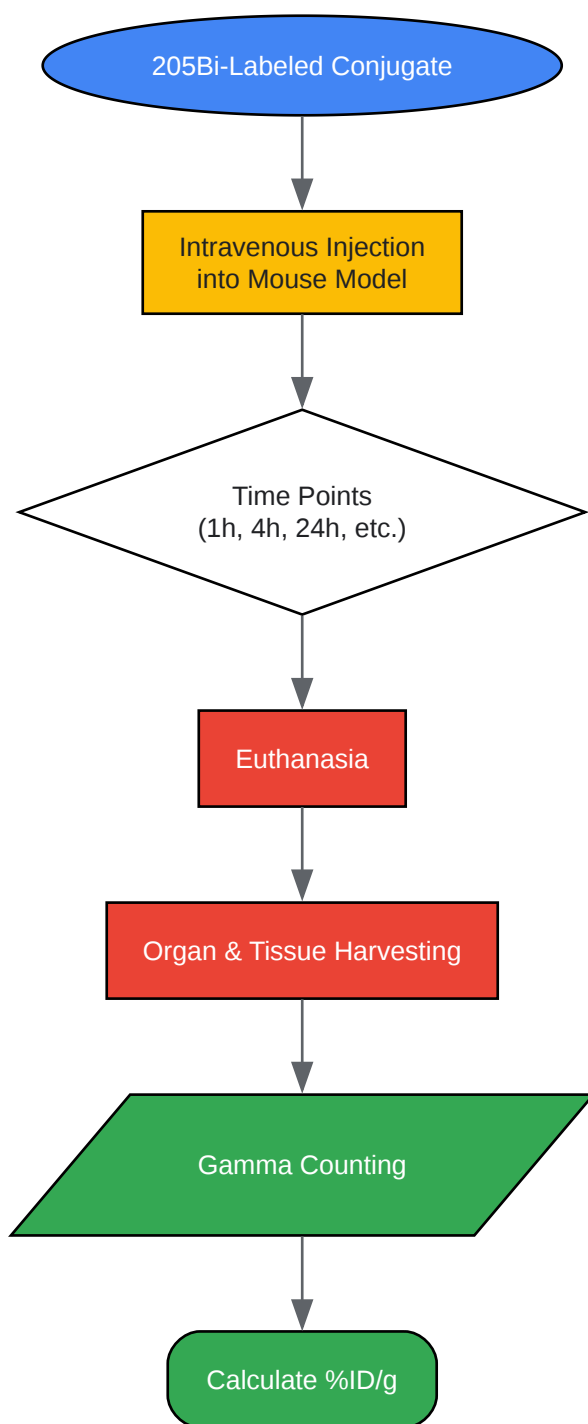 205Bi-Labeled Conjugate
Intravenous Injection
into Mouse Model
Time Points
(1h, 4h, 24h, etc.)
Euthanasia
Organ & Tissue Harvesting
Gamma Counting
Calculate %ID/g